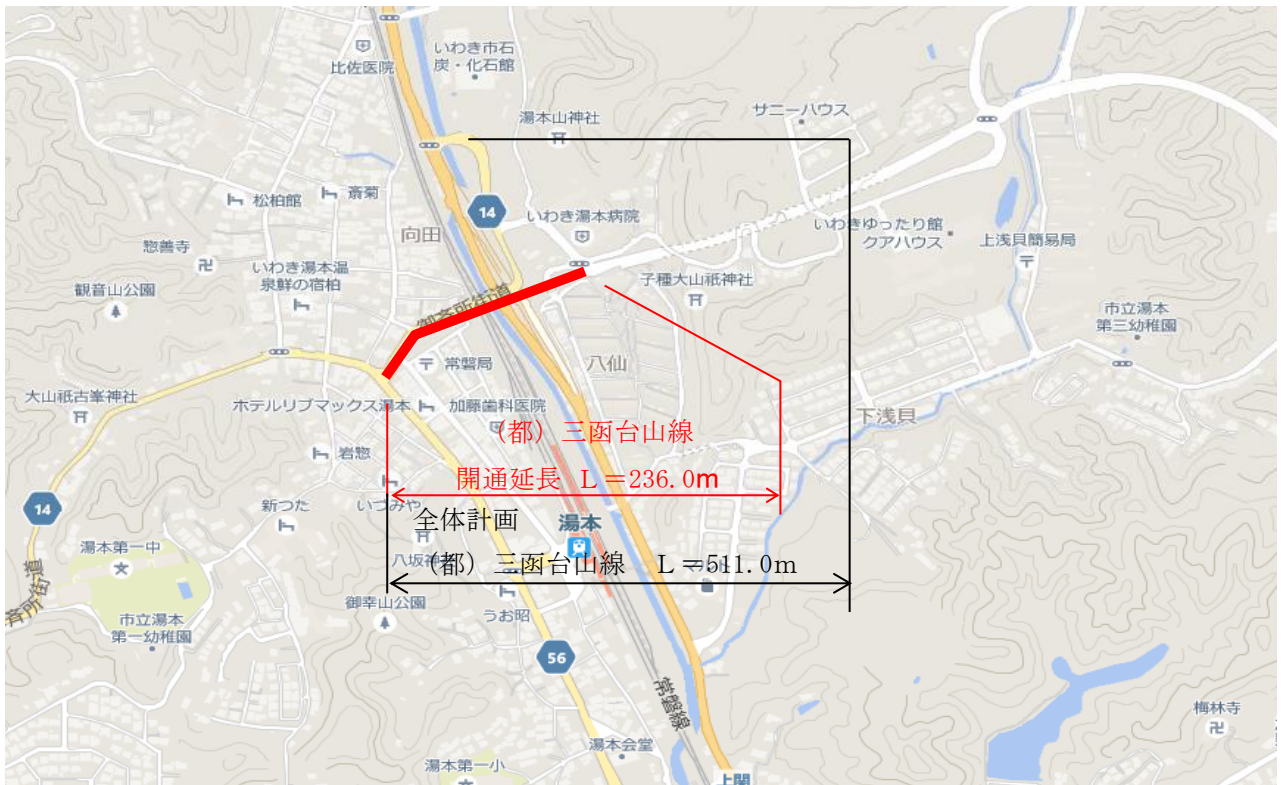 比佐医院
いわき市石
炭・化石館
湯本山神社
サニーハウス
松柏館
斎菊
14
いわき湯本病院
向田
いわきゆったり館
クアハウス
上浅貝簡易局
惣善寺
いわき湯本温
泉鮮の宿柏
子種大山祇神社
観音山公園
御斎所街道
市立湯本
第三幼稚園
常磐局
八仙
大山祇古峯神社
ホテルリブマックス湯本
加藤歯科医院
下浅貝
(都) 三函台山線
岩惣
開通延長 L=236.0m
14
新つた
いづみや
全体計画
湯本
湯本第一中
八坂神社
(都) 三函台山線 L=511.0m
御幸山公園
うお昭
市立湯本
第一幼稚園
斎所街道
56
常磐線
梅林寺
湯本会堂
湯本第一小
上関